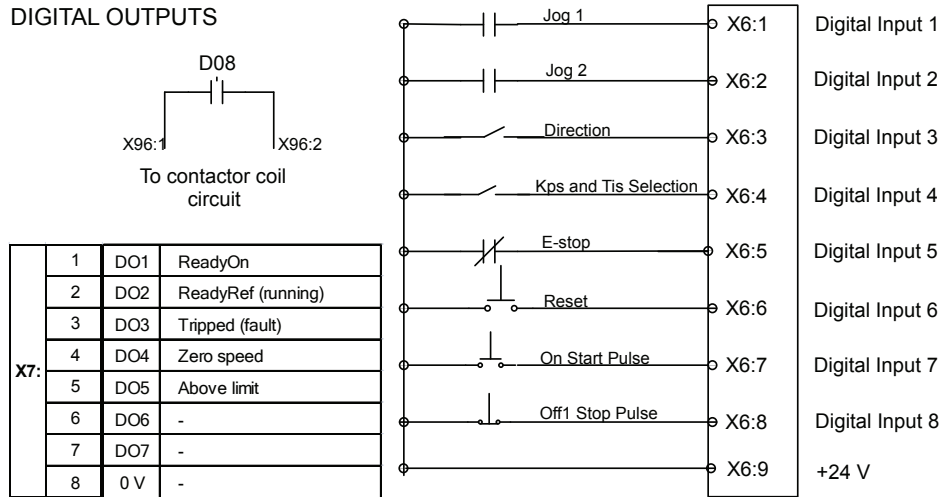 DIGITAL OUTPUTS
D08
X96:1 X96:2
To contactor coil
circuit
X7:
1 DO1 ReadyOn
2 DO2 ReadyRef (running)
3 DO3 Tripped (fault)
4 DO4 Zero speed
5 DO5 Above limit
6 DO6 -
7 DO7 -
8 0 V -
Jog 1 X6:1 Digital Input 1
Jog 2 X6:2 Digital Input 2
Direction X6:3 Digital Input 3
Kps and Tis Selection X6:4 Digital Input 4
E-stop X6:5 Digital Input 5
Reset X6:6 Digital Input 6
On Start Pulse X6:7 Digital Input 7
Off1 Stop Pulse X6:8 Digital Input 8
X6:9 +24 V